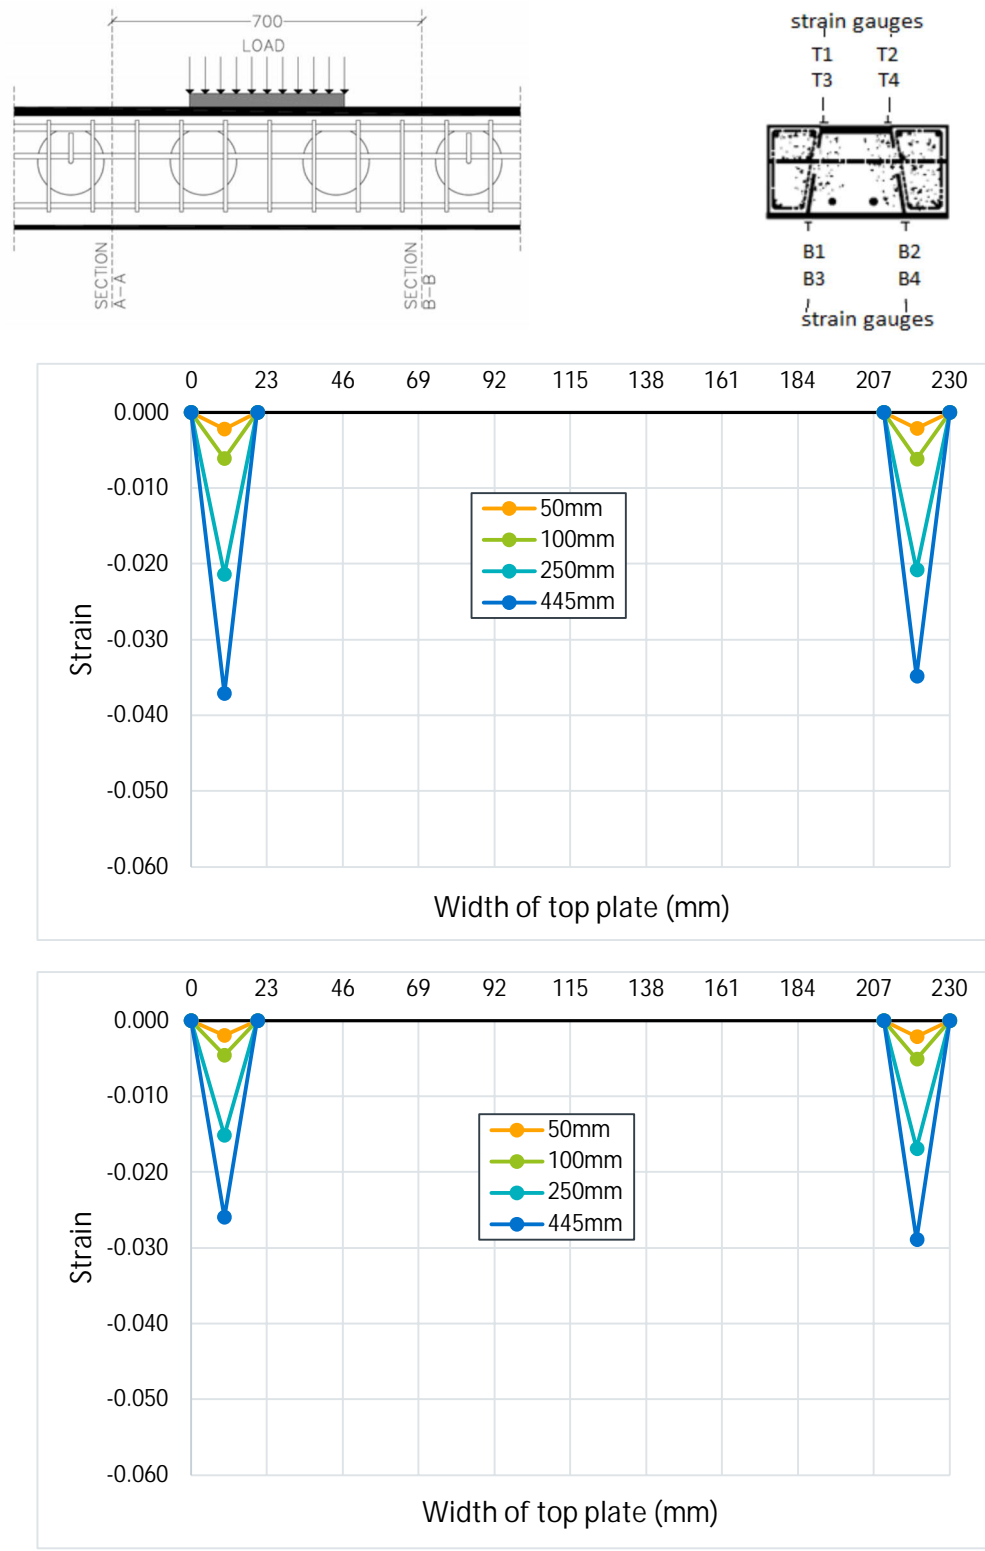 700
LOAD
SECTION
A-A
SECTION
B-B
strain gauges
T1 T2
T3 T4
B1 B2
B3 B4
strain gauges
0 23 46 69 92 115 138 161 184 207 230
0.000
-0.010
-0.020
-0.030
-0.040
-0.050
-0.060
Strain
50mm
100mm
250mm
445mm
Width of top plate (mm)
0 23 46 69 92 115 138 161 184 207 230
0.000
-0.010
-0.020
-0.030
-0.040
-0.050
-0.060
Strain
50mm
100mm
250mm
445mm
Width of top plate (mm)